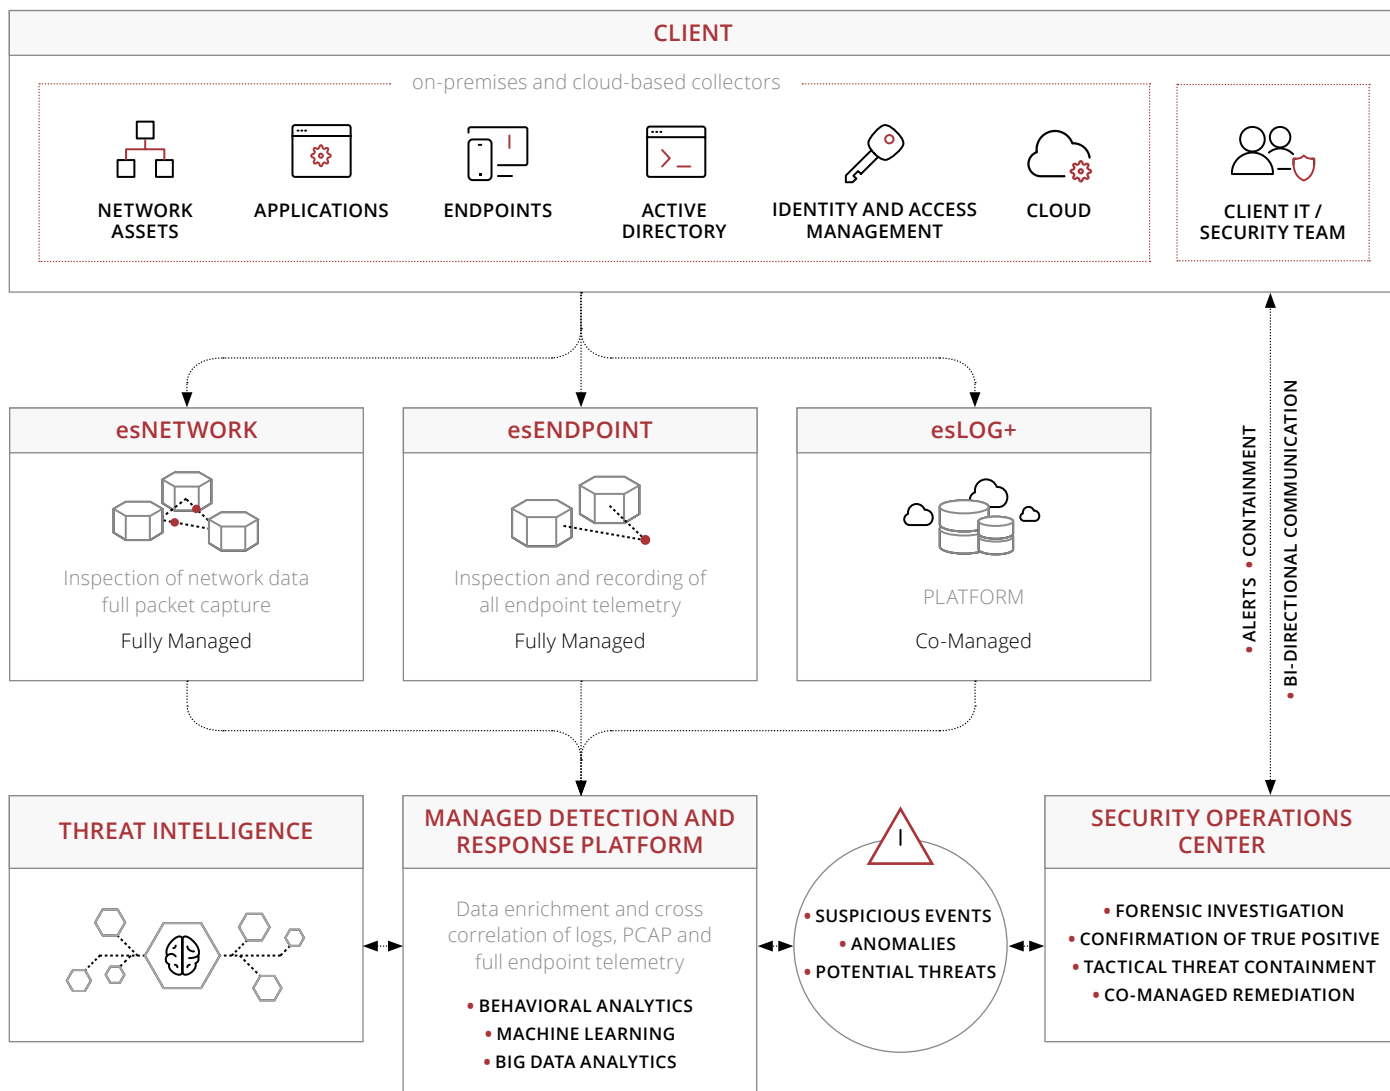 CLIENT
on-premises and cloud-based collectors
NETWORK
ASSETS
APPLICATIONS
ENDPOINTS
ACTIVE
DIRECTORY
IDENTITY AND ACCESS
MANAGEMENT
CLOUD
CLIENT IT /
SECURITY TEAM
esNETWORK
Inspection of network data
full packet capture
Fully Managed
esENDPOINT
Inspection and recording of
all endpoint telemetry
Fully Managed
esLOG+
PLATFORM
Co-Managed
• ALERTS • CONTAINMENT
• BI-DIRECTIONAL COMMUNICATION
THREAT INTELLIGENCE
MANAGED DETECTION AND
RESPONSE PLATFORM
Data enrichment and cross
correlation of logs, PCAP and
full endpoint telemetry
• BEHAVIORAL ANALYTICS
• MACHINE LEARNING
• BIG DATA ANALYTICS
• SUSPICIOUS EVENTS
• ANOMALIES
• POTENTIAL THREATS
SECURITY OPERATIONS
CENTER
• FORENSIC INVESTIGATION
• CONFIRMATION OF TRUE POSITIVE
• TACTICAL THREAT CONTAINMENT
• CO-MANAGED REMEDIATION